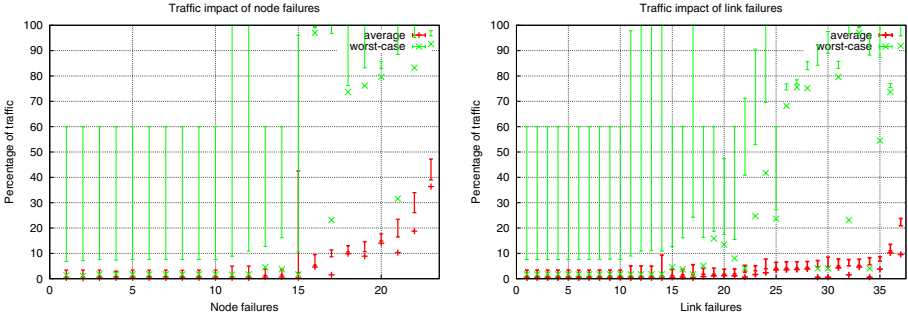 Traffic impact of node failures
100
90
80
70
60
50
40
30
20
10
0
0 5 10 15 20
Percentage of traffic
Node failures
average
worst-case
Traffic impact of link failures
100
90
80
70
60
50
40
30
20
10
0
0 5 10 15 20 25 30 35
Percentage of traffic
Link failures
average
worst-case